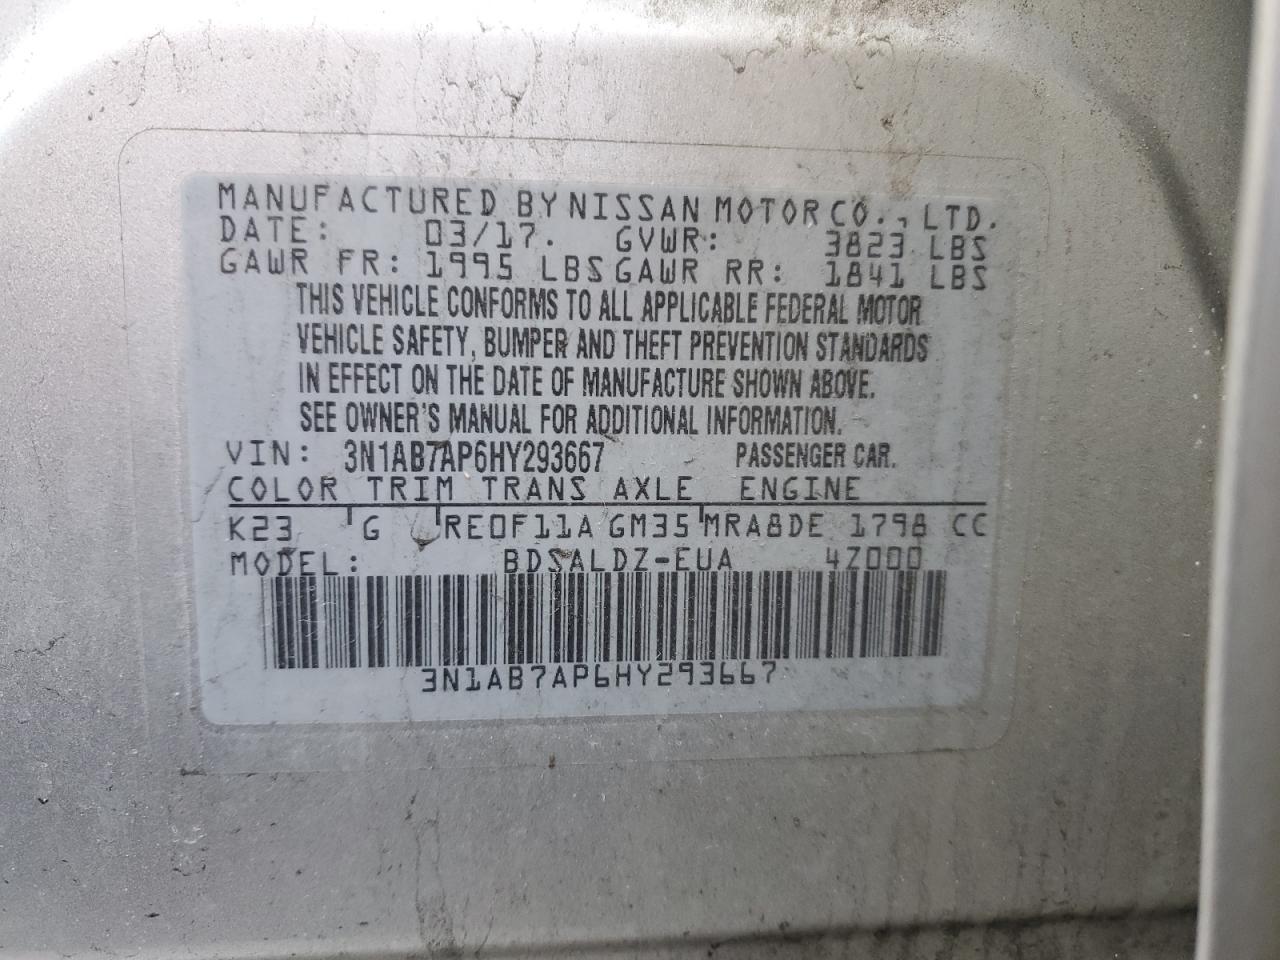 MANUFACTURED BY NISSAN MOTOR CO., LTD.
DATE: 03/17. GVWR: 3823 LBS
GAWR FR: 1995 LBS GAWR RR: 1841 LBS
THIS VEHICLE CONFORMS TO ALL APPLICABLE FEDERAL MOTOR
VEHICLE SAFETY, BUMPER AND THEFT PREVENTION STANDARDS
IN EFFECT ON THE DATE OF MANUFACTURE SHOWN ABOVE.
SEE OWNER'S MANUAL FOR ADDITIONAL INFORMATION.
VIN: 3N1AB7AP6HY293667 PASSENGER CAR.
COLOR TRIM TRANS AXLE ENGINE
K23 G RE0F11A GM35 MRA8DE 1798 CC
MODEL: BDSALDZ-EUA 4Z000
3N1AB7AP6HY293667